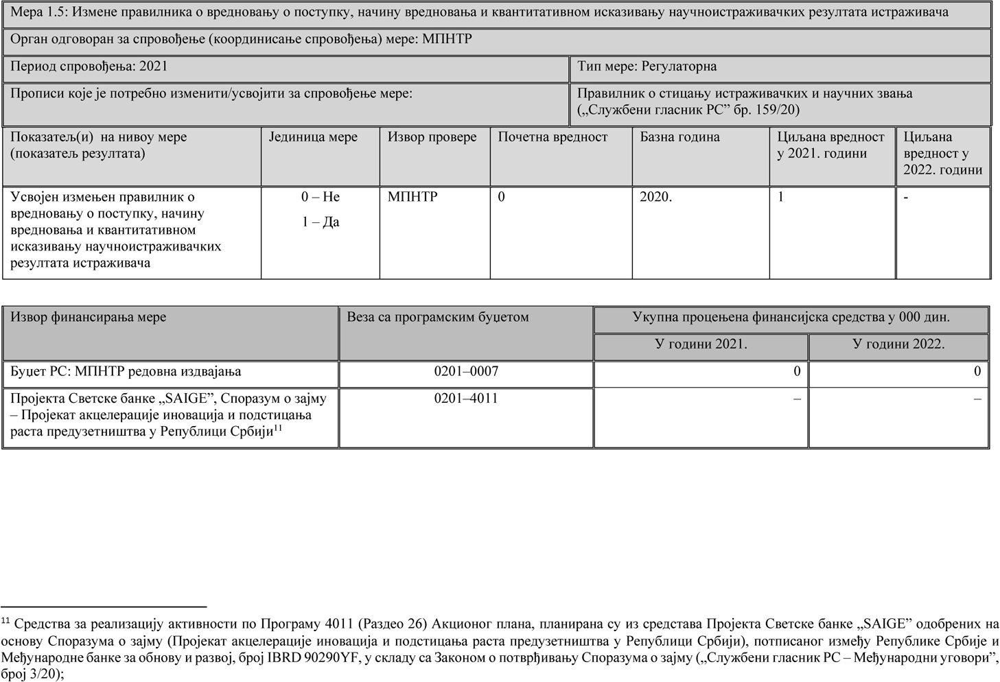 Мера 1.5: Измене правилника о вредновању о поступку, начину вредновања и квантитативном исказивању научноистраживачких резултата истраживача
Орган одговоран за спровођење (координисање спровођења) мере: МПНТР
Период спровођења: 2021
Тип мере: Регулаторна
Прописи које је потребно изменити/усвојити за спровођење мере:
Правилник о стицању истраживачких и научних звања
(„Службени гласник РС” бр. 159/20)
Показатељ(и) на нивоу мере
(показатељ резултата)
Јединица мере
Извор провере
Почетна вредност
Базна година
Циљана вредност
у 2021. години
Циљана
вредност у
2022. години
Усвојен измењен правилник о
вредновању о поступку, начину
вредновања и квантитативном
исказивању научноистраживачких
резултата истраживача
0 – Не
1 – Да
МПНТР
0
2020.
1
-
Извор финансирања мере
Веза са програмским буџетом
Укупна процењена финансијска средства у 000 дин.
У години 2021.
У години 2022.
Буџет РС: МПНТР редовна издвајања
0201–0007
0
0
Пројекта Светске банке „SAIGE”, Споразум о зајму
– Пројекат акцелерације иновација и подстицања
раста предузетништва у Републици Србији11
0201–4011
–
–
11 Средства за реализацију активности по Програму 4011 (Раздео 26) Акционог плана, планирана су из средстава Пројекта Светске банке „SAIGE” одобрених на
основу Споразума о зајму (Пројекат акцелерације иновација и подстицања раста предузетништва у Републици Србији), потписаног између Републике Србије и
Међународне банке за обнову и развој, број IBRD 90290YF, у складу са Законом о потврђивању Споразума о зајму („Службени гласник РС – Међународни уговори”,
број 3/20);